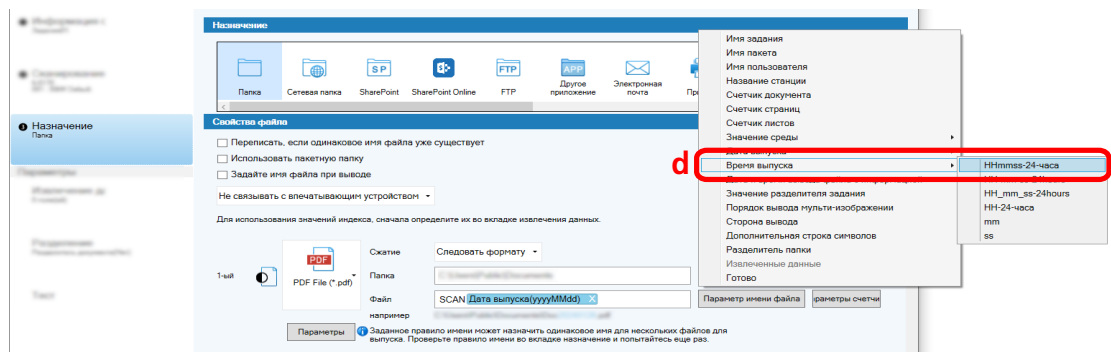 Назначение
Папка
Сетевая папка
SharePoint
SharePoint Online
FTP
Другое приложение
Электронная почта
SP
FTP
APP
3 Назначение
Папка
Свойства файла
Переписать, если одинаковое имя файла уже существует
Использовать пакетную папку
Задайте имя файла при выводе
Не связывать с впечатывающим устройством
Для использования значений индекса, сначала определите их во вкладке извлечения данных.
1-ый
PDF
PDF File (*.pdf)
Сжатие
Следовать формату
Папка
Файл
SCAN Дата выпуска(yyyyMMdd) X
Параметр имени файла
например
Параметры
Заданное правило имени может назначить одинаковое имя для нескольких файлов для
выпуска. Проверьте правило имени во вкладке назначение и попытайтесь еще раз.
Имя задания
Имя пакета
Имя пользователя
Название станции
Счетчик документа
Счетчик страниц
Счетчик листов
Значение среды
d
Время выпуска
HHmmss-24-часа
Значение разделителя задания
HH_mm_ss-24hours
Порядок вывода мульти-изображении
HH-24-часа
Сторона вывода
mm
Дополнительная строка символов
ss
Разделитель папки
Извлеченные данные
Готово